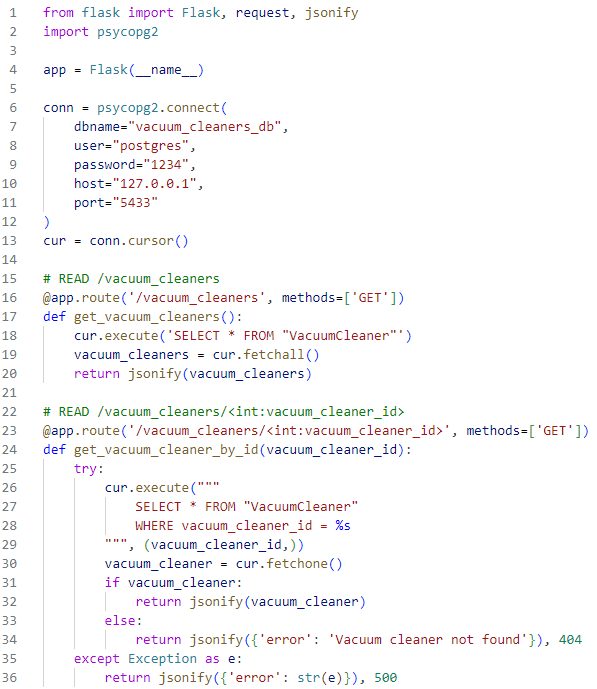 1 from flask import Flask, request, jsonify
2 import psycopg2
3
4 app = Flask(__name__)
5
6 conn = psycopg2.connect(
7     dbname="vacuum_cleaners_db",
8     user="postgres",
9     password="1234",
10     host="127.0.0.1",
11     port="5433"
12 )
13 cur = conn.cursor()
14
15 # READ /vacuum_cleaners
16 @app.route('/vacuum_cleaners', methods=['GET'])
17 def get_vacuum_cleaners():
18     cur.execute('SELECT * FROM "VacuumCleaner"')
19     vacuum_cleaners = cur.fetchall()
20     return jsonify(vacuum_cleaners)
21
22 # READ /vacuum_cleaners/<int:vacuum_cleaner_id>
23 @app.route('/vacuum_cleaners/<int:vacuum_cleaner_id>', methods=['GET'])
24 def get_vacuum_cleaner_by_id(vacuum_cleaner_id):
25     try:
26         cur.execute("""
27             SELECT * FROM "VacuumCleaner"
28             WHERE vacuum_cleaner_id = %s
29         """, (vacuum_cleaner_id,))
30         vacuum_cleaner = cur.fetchone()
31         if vacuum_cleaner:
32             return jsonify(vacuum_cleaner)
33         else:
34             return jsonify({'error': 'Vacuum cleaner not found'}), 404
35     except Exception as e:
36         return jsonify({'error': str(e)}), 500